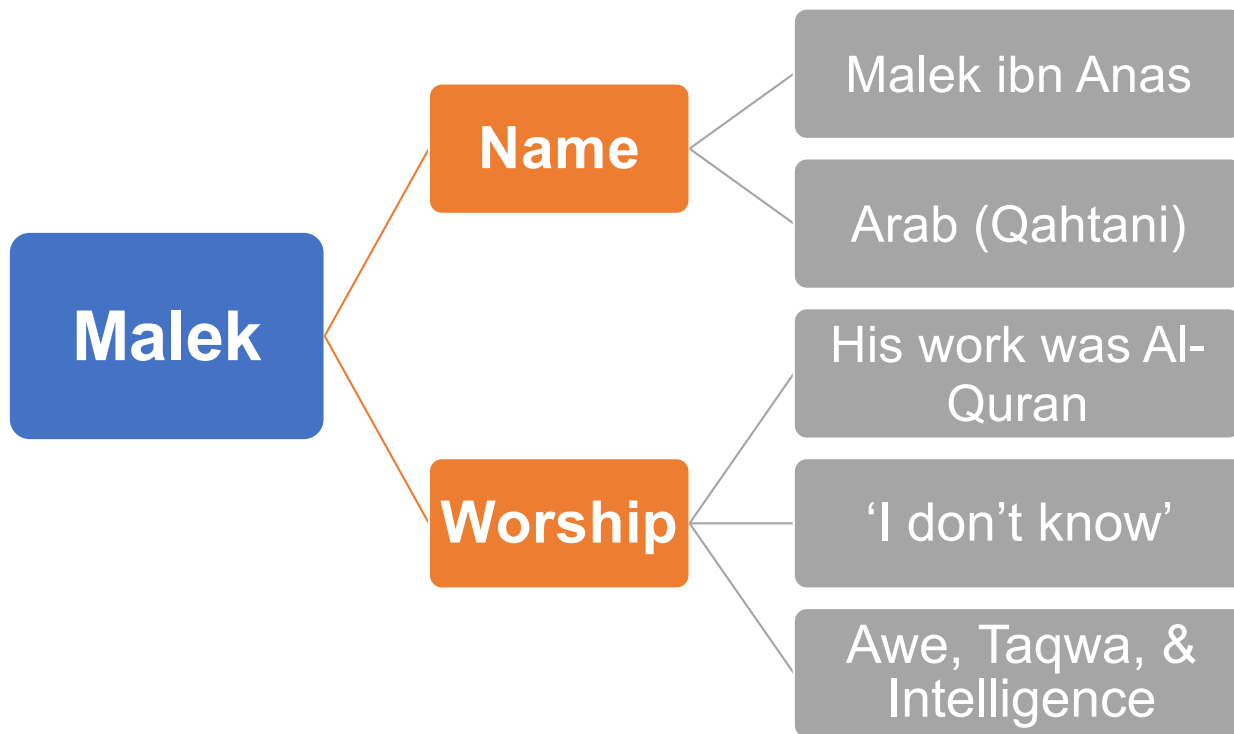 Malek
Name
Malek ibn Anas
Arab (Qahtani)
Worship
His work was Al-
Quran
‘I don’t know’
Awe, Taqwa, &
Intelligence